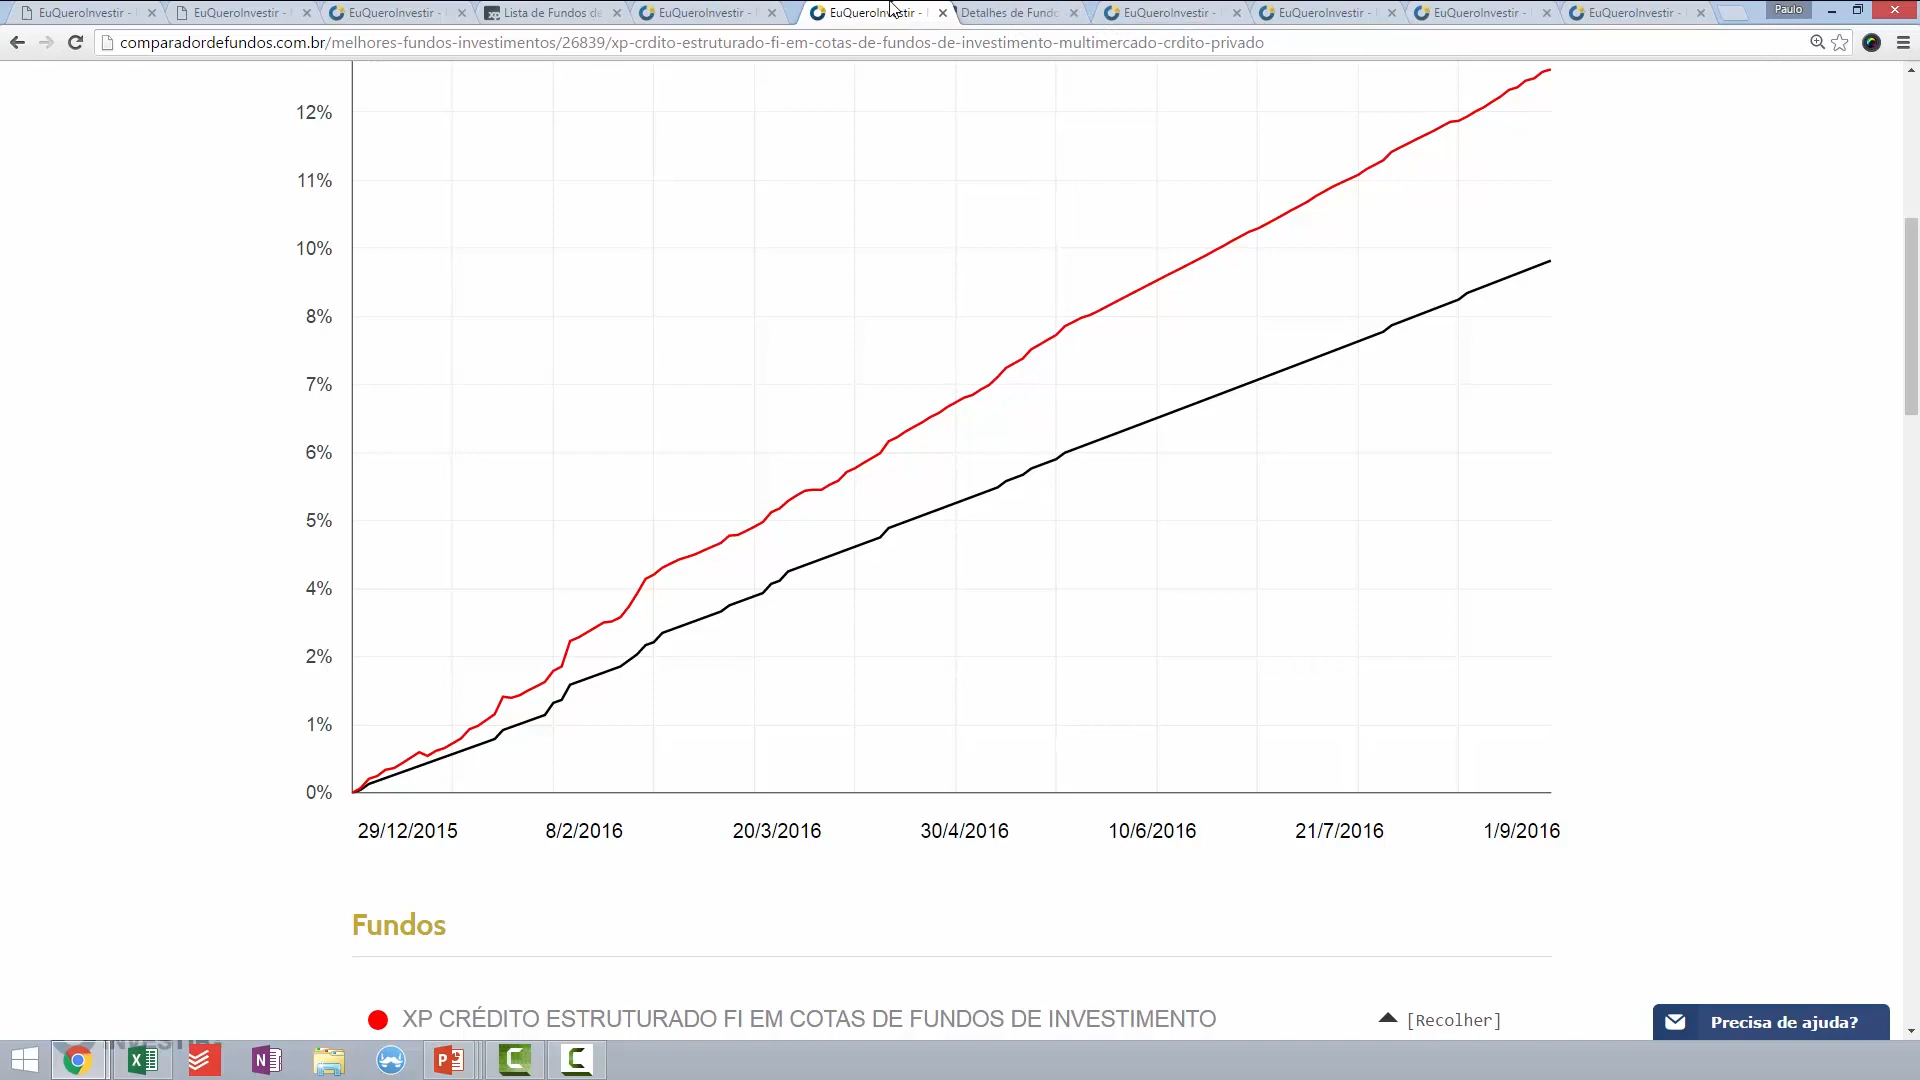 EuQueroInvestir -
EuQueroInvestir -
EuQueroInvestir -
Lista de Fundos de
EuQueroInvestir -
EuQueroInvestir -
Detalhes de Fundo
EuQueroInvestir -
EuQueroInvestir -
EuQueroInvestir -
EuQueroInvestir -
Paulo
comparadordefundos.com.br/melhores-fundos-investimentos/26839/xp-crdito-estruturado-fi-em-cotas-de-fundos-de-investimento-multimercado-crdito-privado
12%
11%
10%
8%
7%
6%
5%
4%
2%
1%
0%
29/12/2015 8/2/2016 20/3/2016 30/4/2016 10/6/2016 21/7/2016 1/9/2016
Fundos
XP CRÉDITO ESTRUTURADO FI EM COTAS DE FUNDOS DE INVESTIMENTO
[Recolher]
Precisa de ajuda?